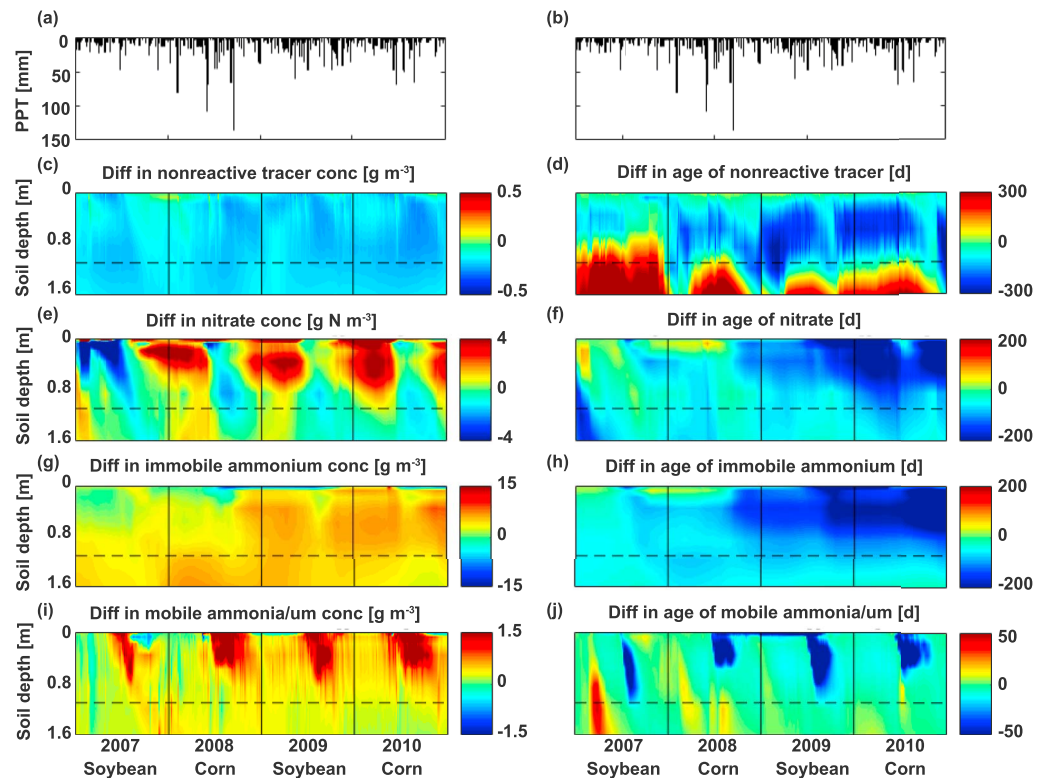 (a)
(b)
PPT [mm]
0
50
100
150
(c) Diff in nonreactive tracer conc [g m-3]
Soil depth [m]
0
0.8
1.6
0.5
0
-0.5
(d) Diff in age of nonreactive tracer [d]
300
0
-300
(e) Diff in nitrate conc [g N m-3]
Soil depth [m]
0
0.8
1.6
4
0
-4
(f) Diff in age of nitrate [d]
200
0
-200
(g) Diff in immobile ammonium conc [g m-3]
Soil depth [m]
0
0.8
1.6
15
0
-15
(h) Diff in age of immobile ammonium [d]
200
0
-200
(i) Diff in mobile ammonia/um conc [g m-3]
Soil depth [m]
0
0.8
1.6
1.5
0
-1.5
(j) Diff in age of mobile ammonia/um [d]
50
0
-50
2007 2008 2009 2010
Soybean Corn Soybean Corn
2007 2008 2009 2010
Soybean Corn Soybean Corn